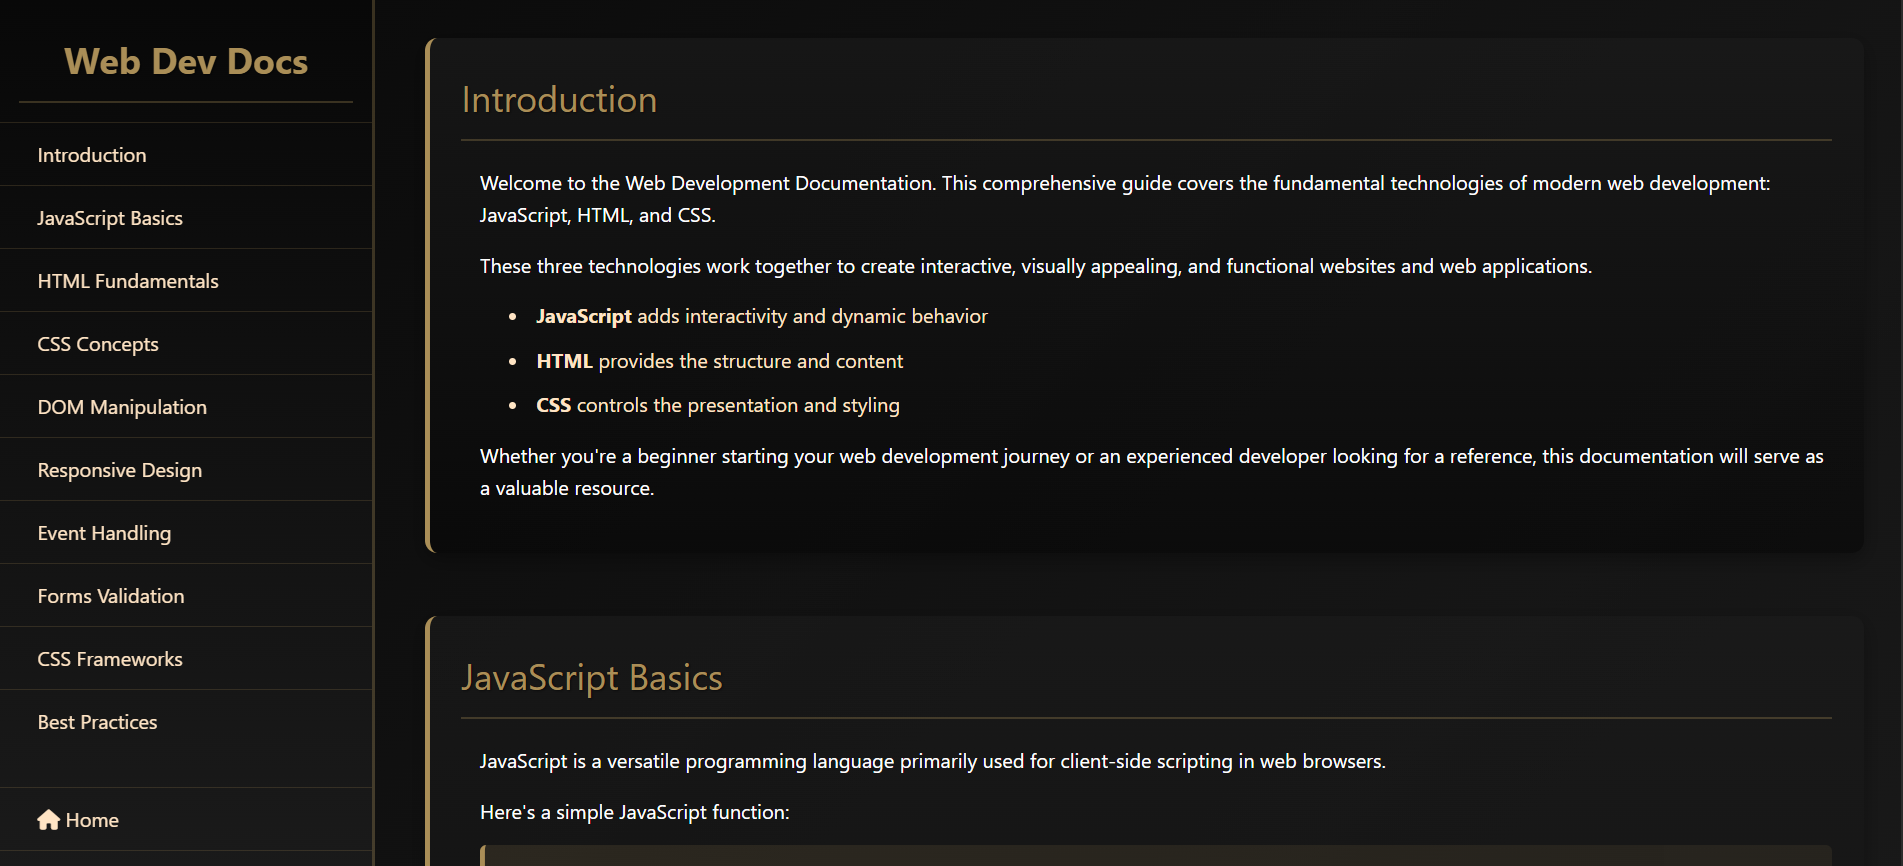 Web Dev Docs
Introduction
JavaScript Basics
HTML Fundamentals
CSS Concepts
DOM Manipulation
Responsive Design
Event Handling
Forms Validation
CSS Frameworks
Best Practices
Home
Introduction
Welcome to the Web Development Documentation. This comprehensive guide covers the fundamental technologies of modern web development:
JavaScript, HTML, and CSS.
These three technologies work together to create interactive, visually appealing, and functional websites and web applications.
JavaScript adds interactivity and dynamic behavior
HTML provides the structure and content
CSS controls the presentation and styling
Whether you're a beginner starting your web development journey or an experienced developer looking for a reference, this documentation will serve as
a valuable resource.
JavaScript Basics
JavaScript is a versatile programming language primarily used for client-side scripting in web browsers.
Here's a simple JavaScript function: